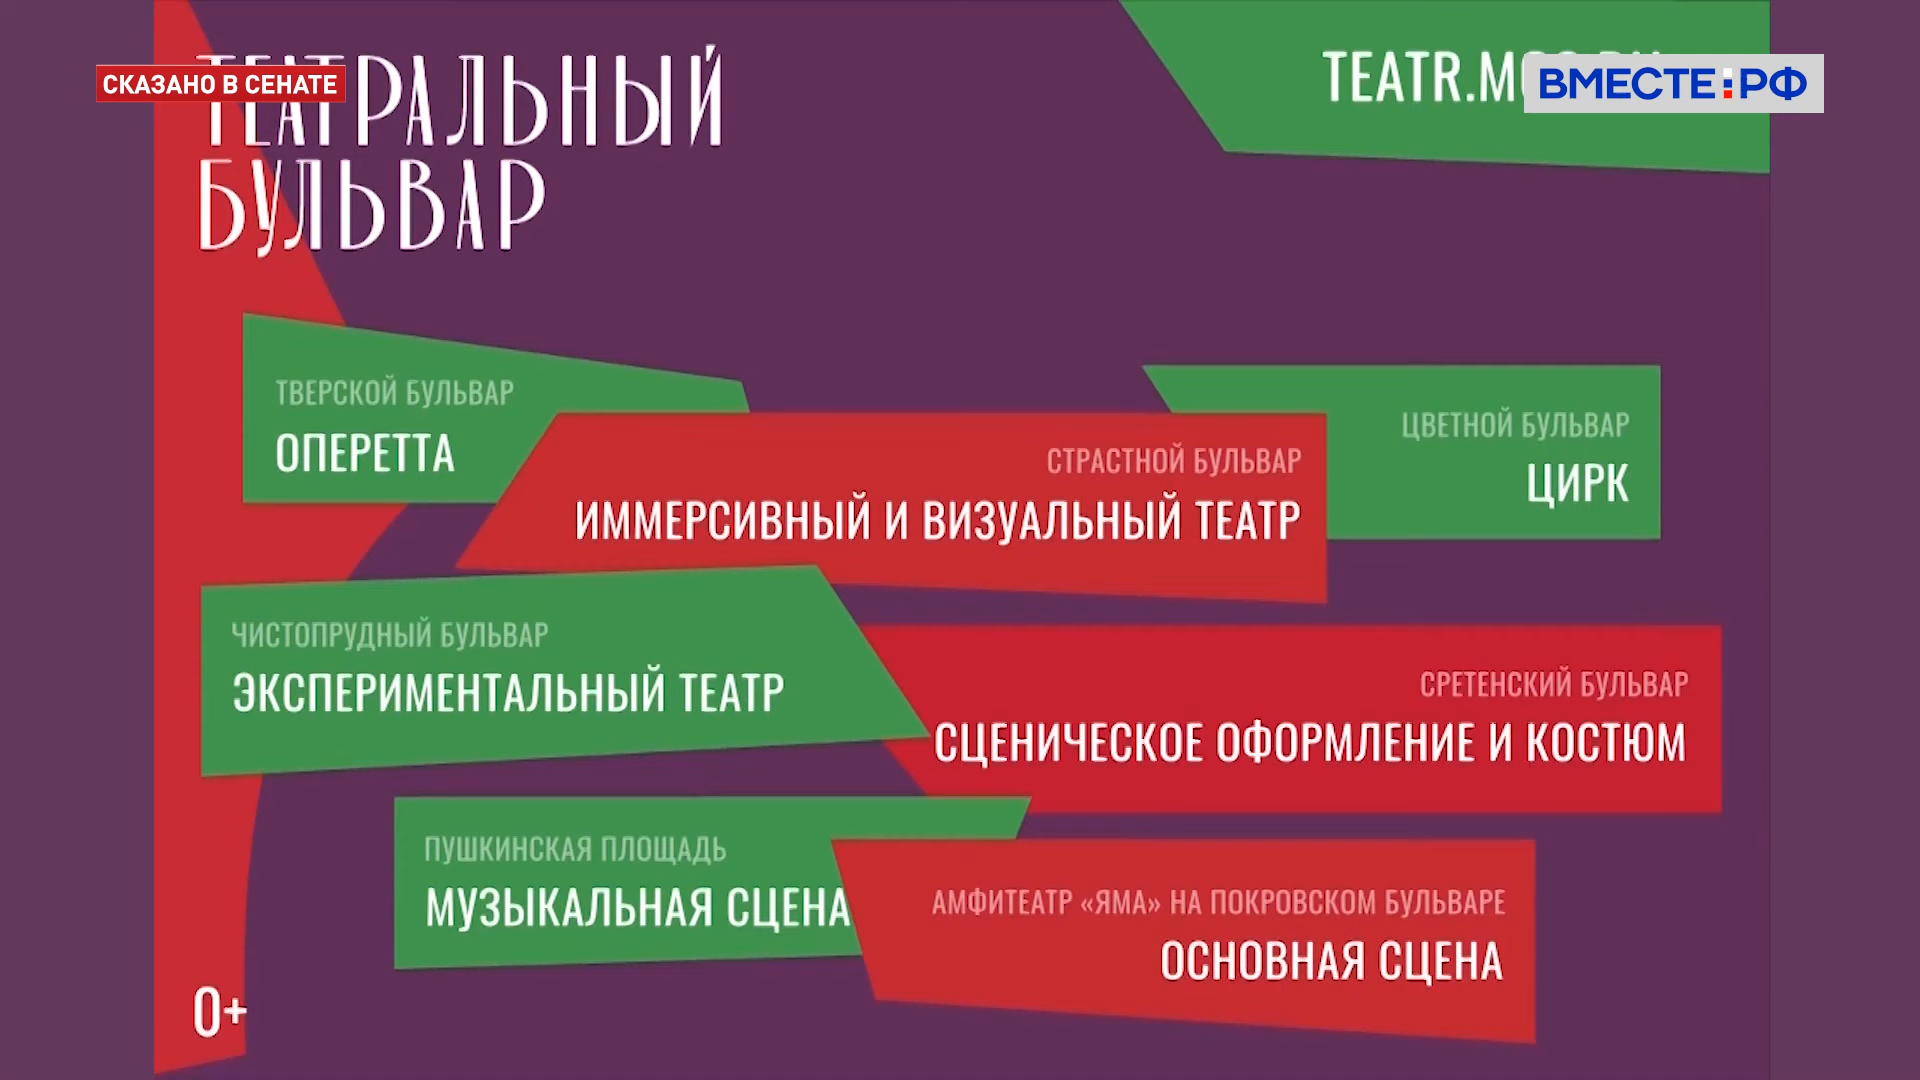 СКАЗАНО В СЕНАТЕ
ТЕАТРАЛЬНЫЙ
БУЛЬВАР
ВМЕСТЕ:РФ
ТВЕРСКОЙ БУЛЬВАР
ОПЕРЕТТА
СТРАСТНОЙ БУЛЬВАР
ИММЕРСИВНЫЙ И ВИЗУАЛЬНЫЙ ТЕАТР
ЦВЕТНОЙ БУЛЬВАР
ЦИРК
ЧИСТОПРУДНЫЙ БУЛЬВАР
ЭКСПЕРИМЕНТАЛЬНЫЙ ТЕАТР
СРЕТЕНСКИЙ БУЛЬВАР
СЦЕНИЧЕСКОЕ ОФОРМЛЕНИЕ И КОСТЮМ
ПУШКИНСКАЯ ПЛОЩАДЬ
МУЗЫКАЛЬНАЯ СЦЕНА
АМФИТЕАТР «ЯМА» НА ПОКРОВСКОМ БУЛЬВАРЕ
ОСНОВНАЯ СЦЕНА
0+